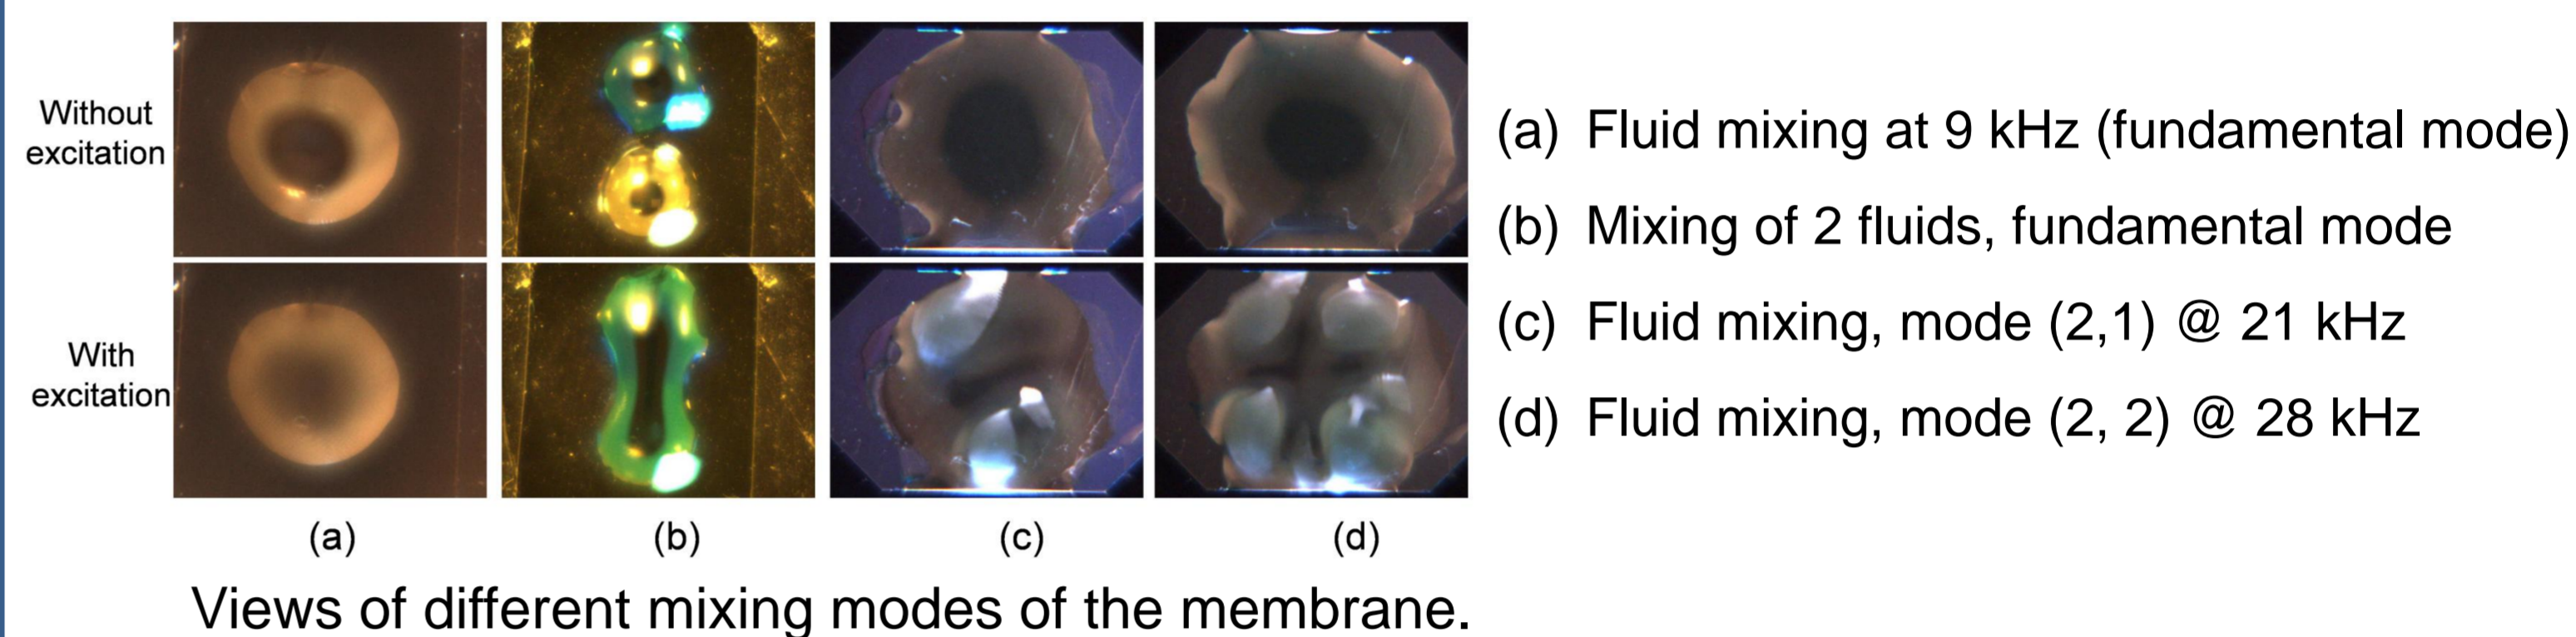 Without
excitation
With
excitation
(a)
(b)
(c)
(d)
Views of different mixing modes of the membrane.
(a) Fluid mixing at 9 kHz (fundamental mode)
(b) Mixing of 2 fluids, fundamental mode
(c) Fluid mixing, mode (2,1) @ 21 kHz
(d) Fluid mixing, mode (2, 2) @ 28 kHz